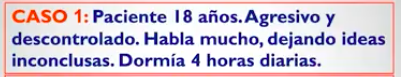 CASO 1: Paciente 18 años. Agresivo y
descontrolado. Habla mucho, dejando ideas
inconclusas. Dormía 4 horas diarias.